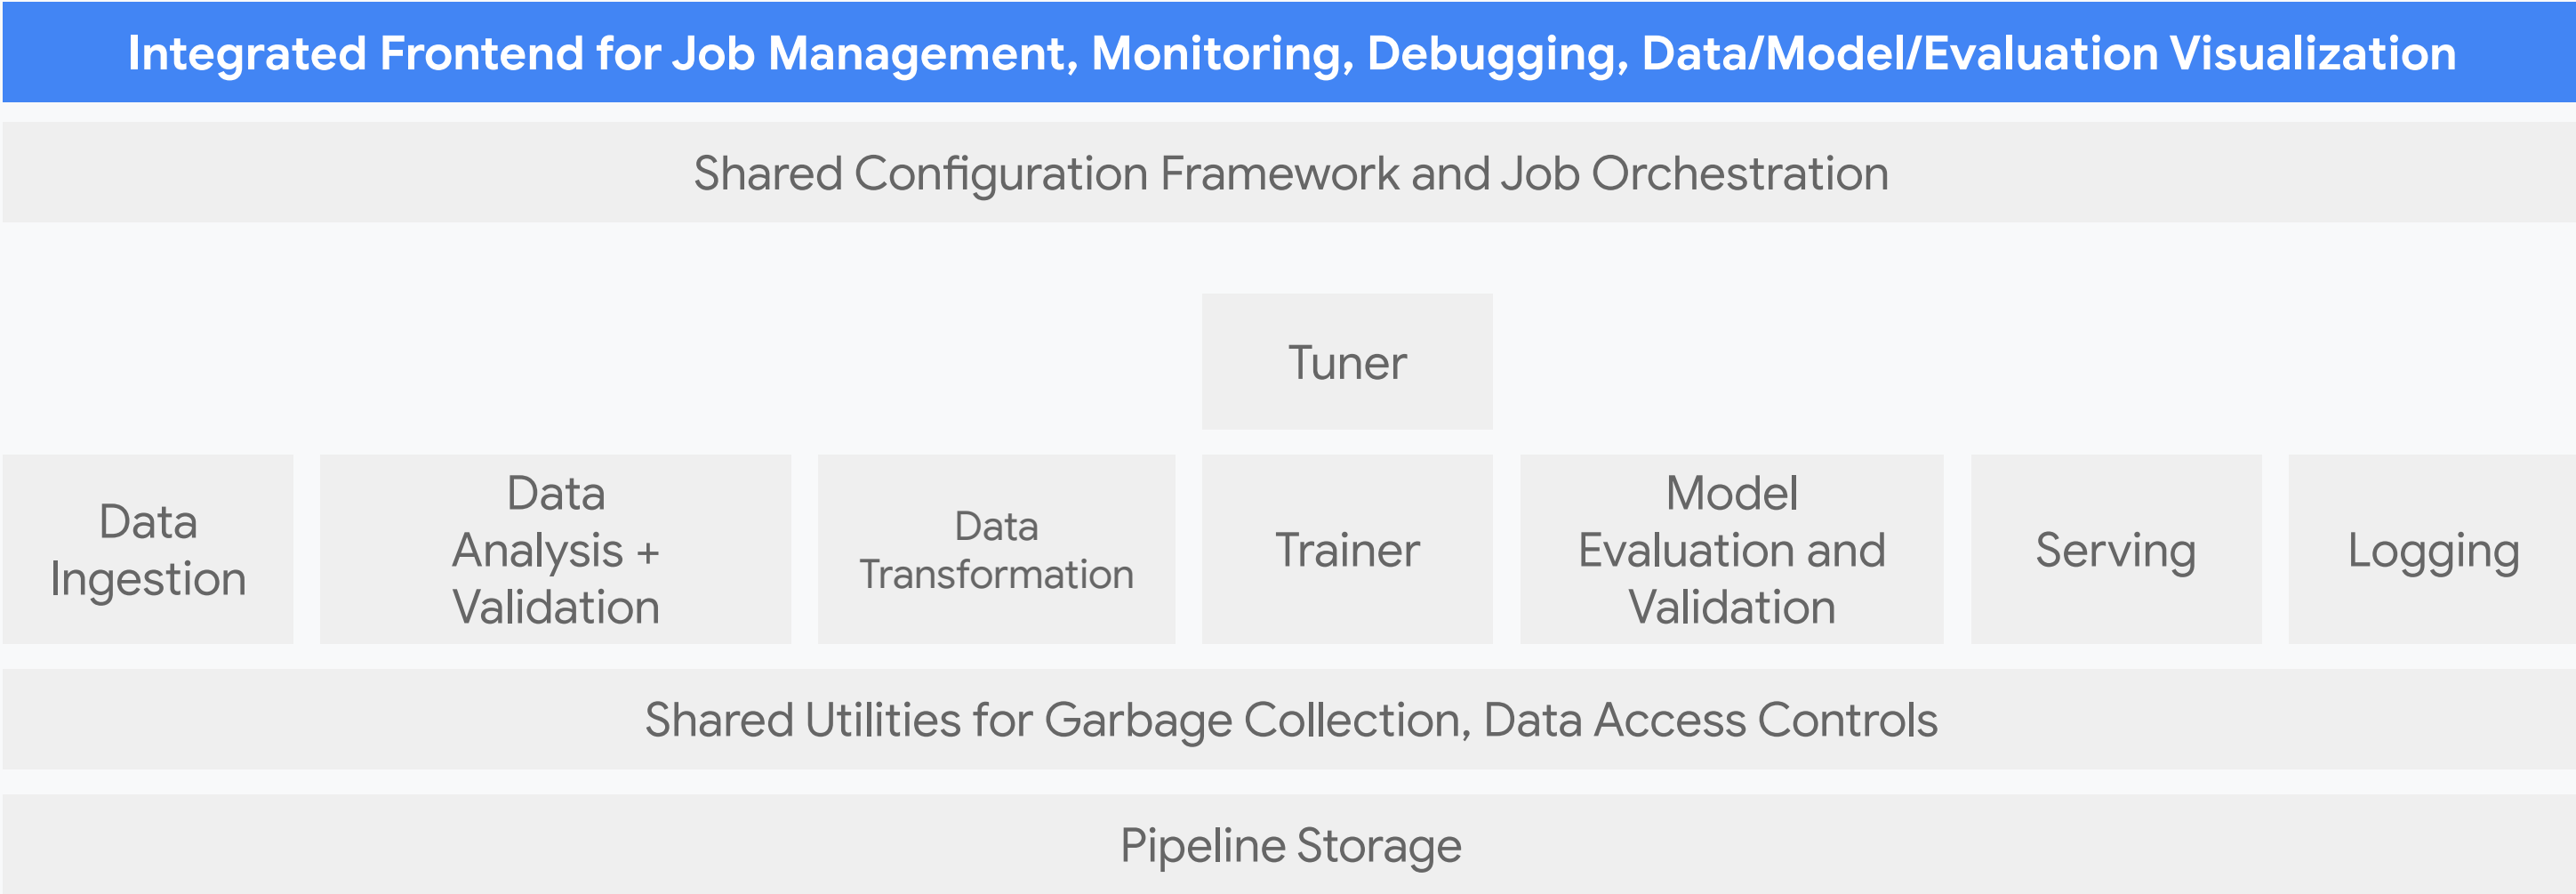 Integrated Frontend for Job Management, Monitoring, Debugging, Data/Model/Evaluation Visualization
Shared Configuration Framework and Job Orchestration
Tuner
Data
Ingestion
Data
Analysis +
Validation
Data
Transformation
Trainer
Model
Evaluation and
Validation
Serving
Logging
Shared Utilities for Garbage Collection, Data Access Controls
Pipeline Storage